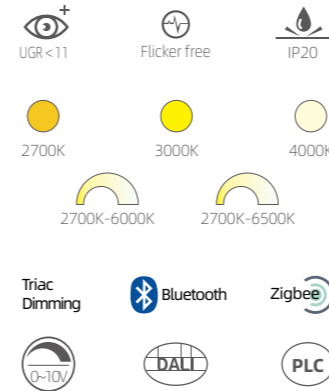 UGR<11 Flicker free IP20
2700K 3000K 4000K
2700K-6000K 2700K-6500K
Triac
Dimming
Bluetooth Zigbee
0~10V DALI PLC